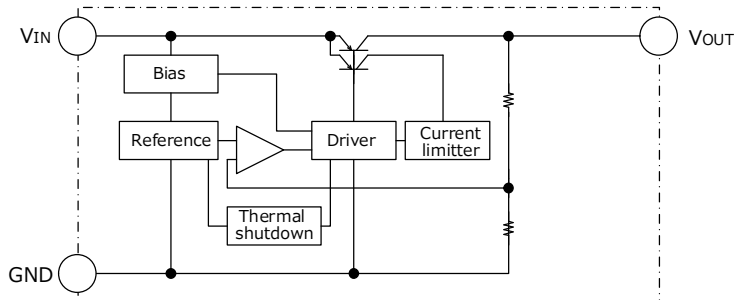 VIN
VOUT
Bias
Reference
Driver
Current
limitter
Thermal
shutdown
GND